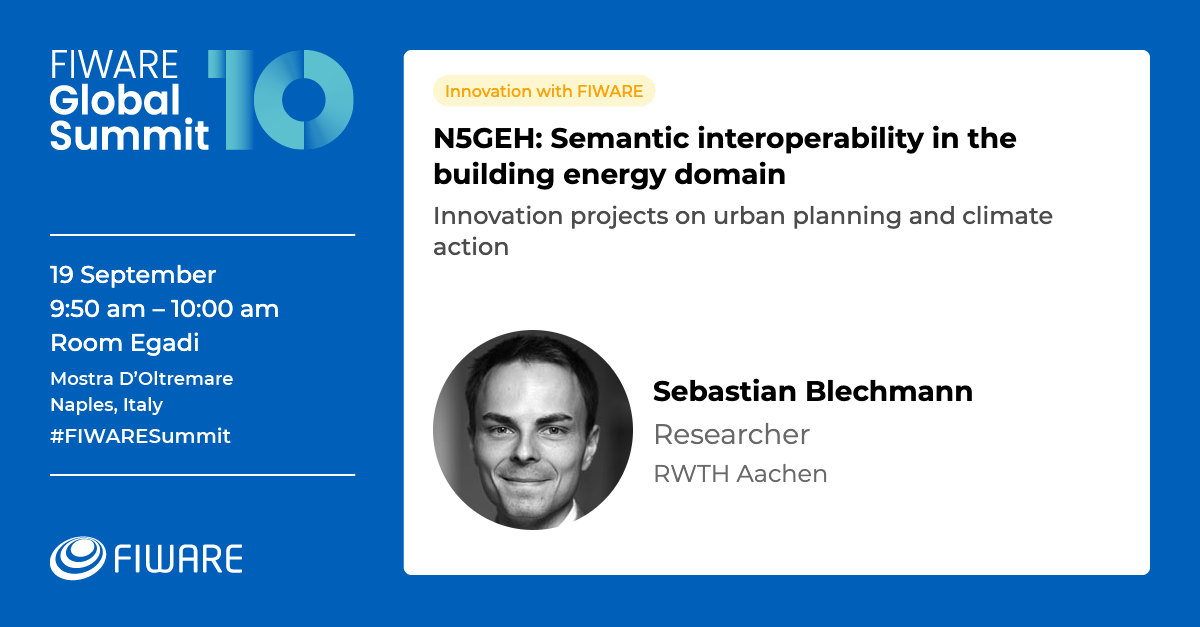 FIWARE
Global
Summit
10
19 September
9:50 am – 10:00 am
Room Egadi
Mostra D’Oltremare
Naples, Italy
#FIWARESummit
FIWARE
Innovation with FIWARE
N5GEH: Semantic interoperability in the
building energy domain
Innovation projects on urban planning and climate
action
Sebastian Blechmann
Researcher
RWTH Aachen